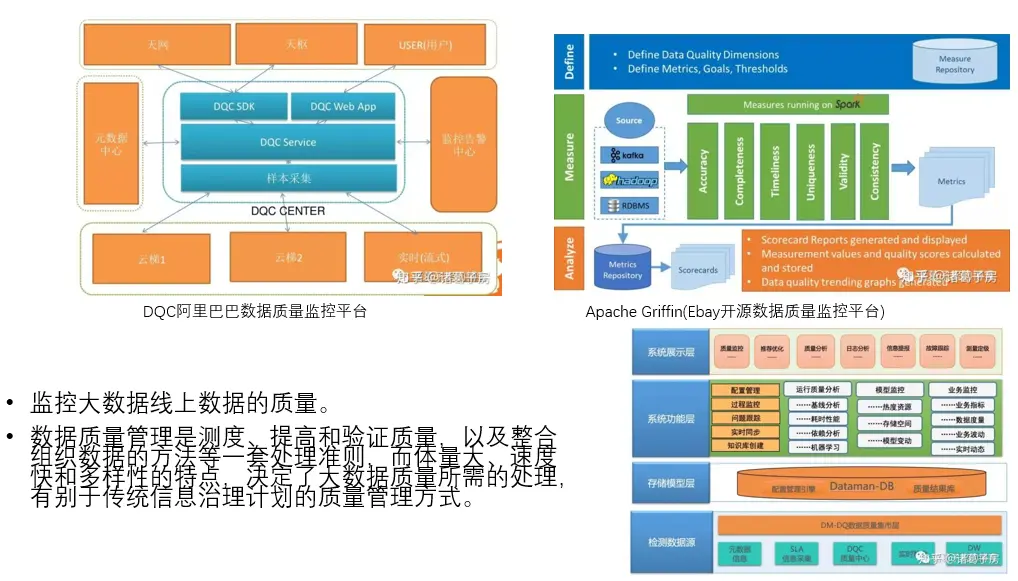 天网
天枢
USER(用户)
DQC SDK
DQC Web App
元数据
中心
DQC Service
监控告警
中心
样本采集
DQC CENTER
云梯1
云梯2
实时(流式)
知乎@诸葛子房
DQC阿里巴巴数据质量监控平台
Define
• Define Data Quality Dimensions
• Define Metrics, Goals, Thresholds
Measure
Repository
Measure
Measures running on Spark
Source
kafka
hadoop
RDBMS
Accuracy
Completeness
Timeliness
Uniqueness
Validity
Consistency
Metrics
Analyze
Metrics
Repository
Scorecards
• Scorecard Reports generated and displayed
• Measurement values and quality scores calculated
and stored
• Data quality trending graphs generated
知乎@诸葛子房
Apache Griffin(Ebay开源数据质量监控平台)
• 监控大数据线上数据的质量。
• 数据质量管理是测度、提高和验证质量，以及整合
组织数据的方法等一套处理准则，而体量大、速度
快和多样性的特点，决定了大数据质量所需的处理,
有别于传统信息治理计划的质量管理方式。
系统展示层
质量监控
推荐优化
质量分析
日志分析
信息提报
故障跟踪
测量定级
系统功能层
配置管理
过程监控
问题跟踪
实时同步
知识库创建
运行质量分析
……基线分析
……耗时性能
……依赖分析
……机器学习
模型监控
……热度资源
……存储空间
……模型变动
业务监控
……业务指标
……数据度量
……业务波动
……实时动态
存储模型层
配置管理引擎
Dataman-DB
质量结果库
检测数据源
DM-DQ数据质量集市层
元数据
信息
SLA
信息采集
DQC
质量中心
实时
DW
知乎@诸葛子房